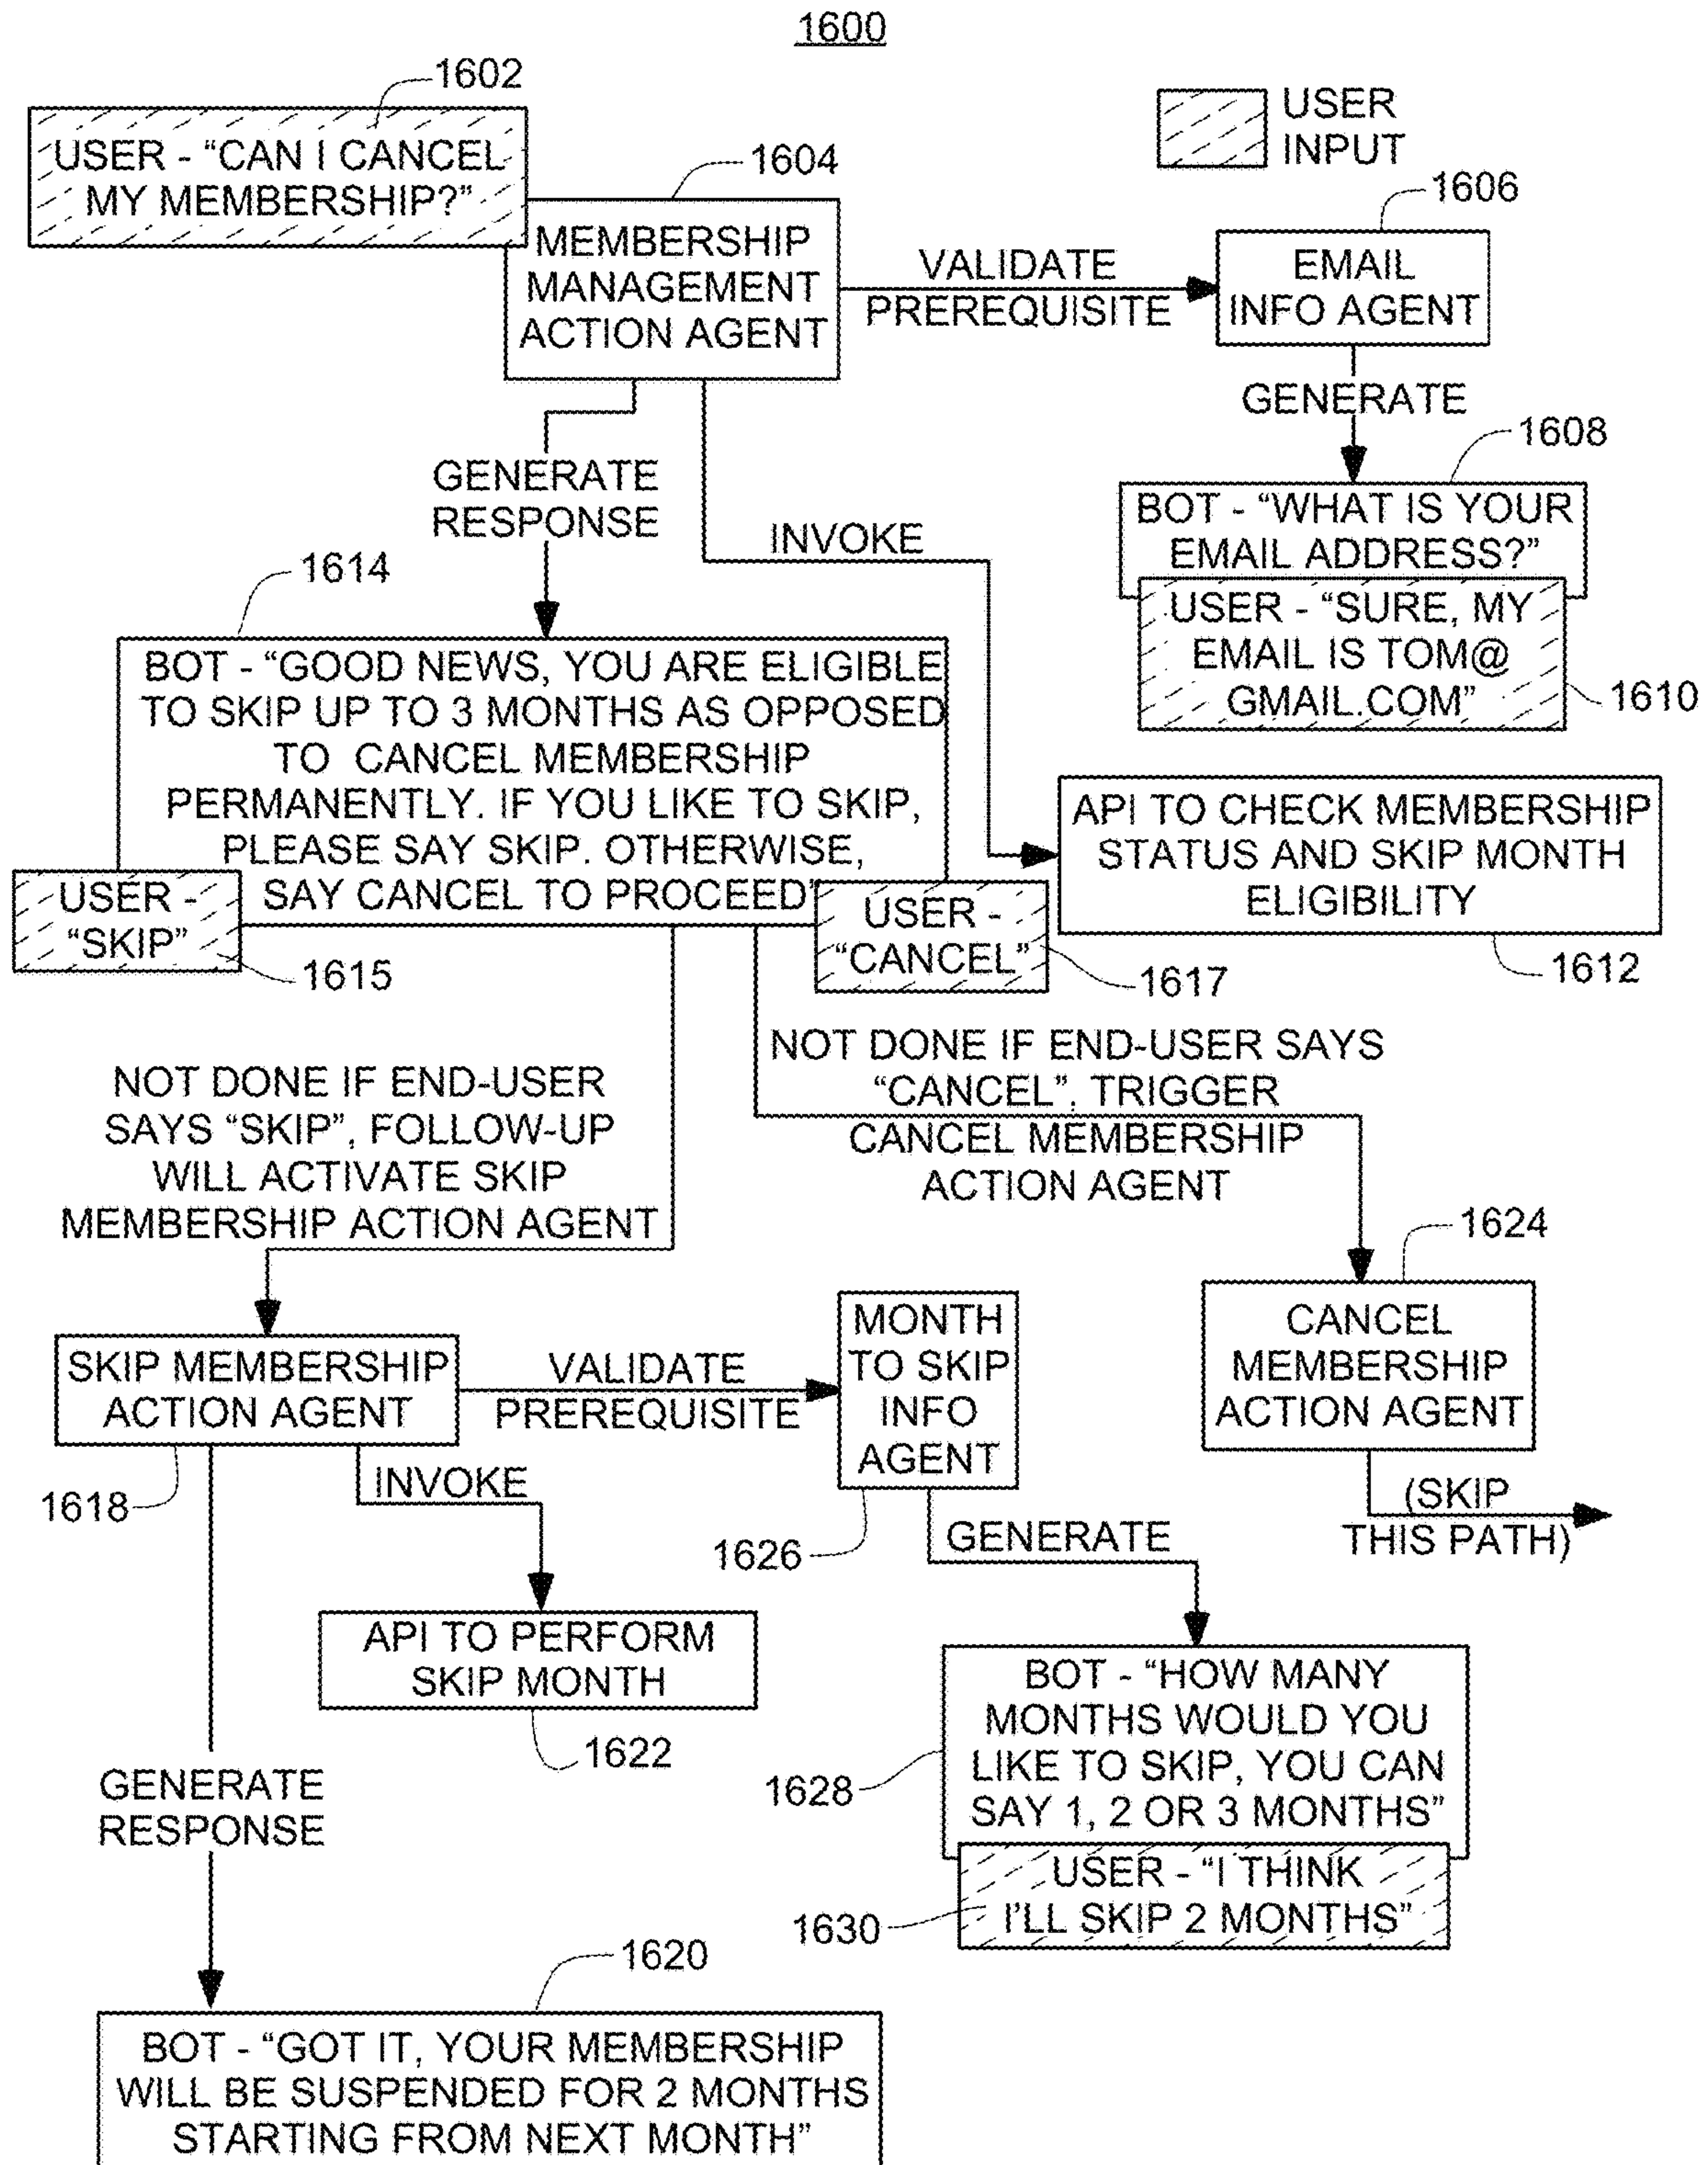 1600
1602
USER - “CAN I CANCEL
MY MEMBERSHIP?”
USER
INPUT
1604
MEMBERSHIP
MANAGEMENT
ACTION AGENT
VALIDATE
PREREQUISITE
1606
EMAIL
INFO AGENT
GENERATE
1608
BOT - “WHAT IS YOUR
EMAIL ADDRESS?”
USER - “SURE, MY
EMAIL IS TOM@
GMAIL.COM”
1610
GENERATE
RESPONSE
INVOKE
1614
BOT - “GOOD NEWS, YOU ARE ELIGIBLE
TO SKIP UP TO 3 MONTHS AS OPPOSED
TO CANCEL MEMBERSHIP
PERMANENTLY. IF YOU LIKE TO SKIP,
PLEASE SAY SKIP. OTHERWISE,
SAY CANCEL TO PROCEED”
USER -
“SKIP”
1615
USER -
“CANCEL”
1617
API TO CHECK MEMBERSHIP
STATUS AND SKIP MONTH
ELIGIBILITY
1612
NOT DONE IF END-USER
SAYS “SKIP”, FOLLOW-UP
WILL ACTIVATE SKIP
MEMBERSHIP ACTION AGENT
NOT DONE IF END-USER SAYS
“CANCEL”, TRIGGER
CANCEL MEMBERSHIP
ACTION AGENT
1624
CANCEL
MEMBERSHIP
ACTION AGENT
(SKIP
THIS PATH)
SKIP MEMBERSHIP
ACTION AGENT
1618
VALIDATE
PREREQUISITE
MONTH
TO SKIP
INFO
AGENT
1626
INVOKE
GENERATE
API TO PERFORM
SKIP MONTH
1622
BOT - “HOW MANY
MONTHS WOULD YOU
LIKE TO SKIP, YOU CAN
SAY 1, 2 OR 3 MONTHS”
1628
USER - “I THINK
I’LL SKIP 2 MONTHS”
1630
GENERATE
RESPONSE
1620
BOT - “GOT IT, YOUR MEMBERSHIP
WILL BE SUSPENDED FOR 2 MONTHS
STARTING FROM NEXT MONTH”